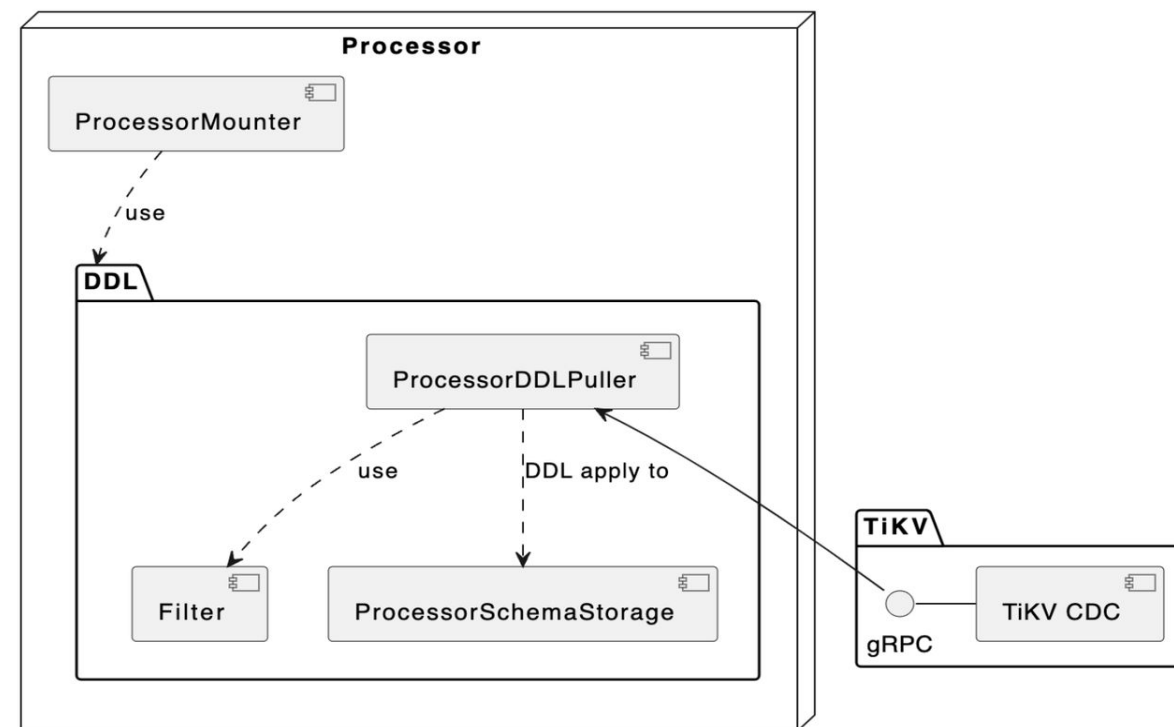 Processor
ProcessorMounter
use
DDL
ProcessorDDLPuller
use
DDL apply to
Filter
ProcessorSchemaStorage
TiKV
TiKV CDC
gRPC